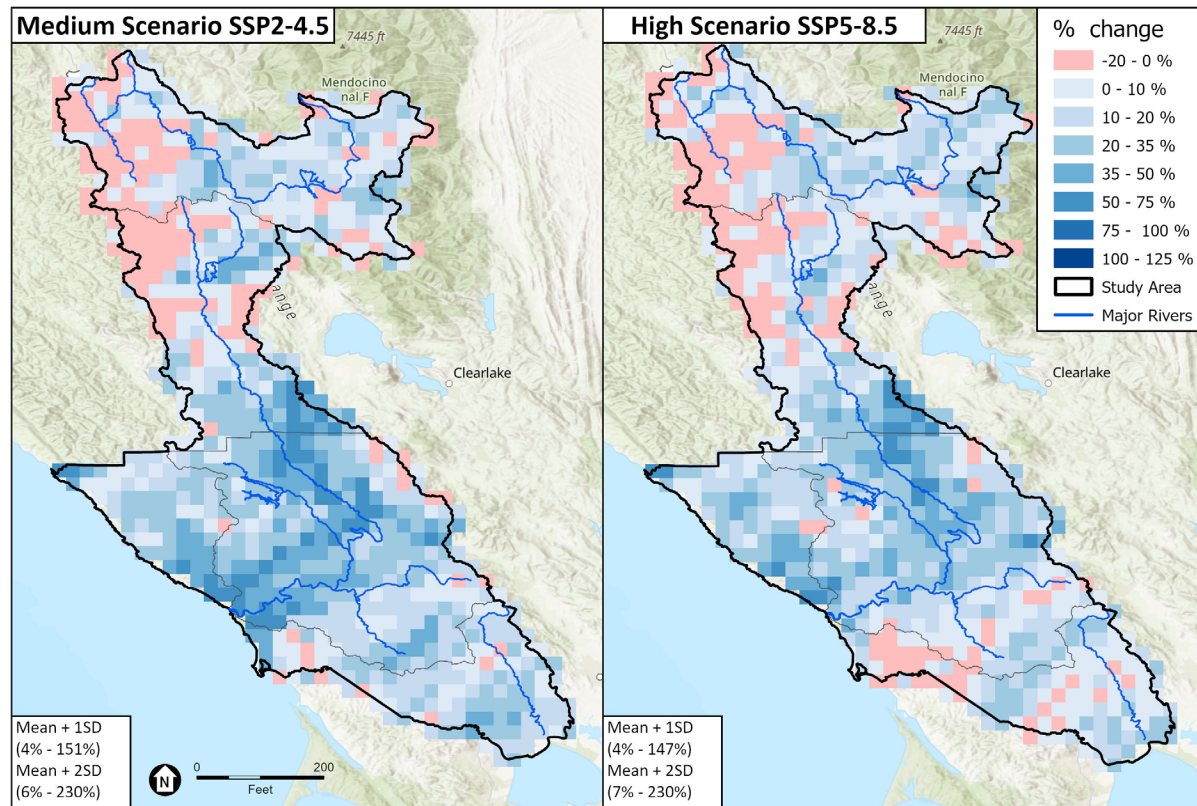 Medium Scenario SSP2-4.5
7445 ft
Mendocino
nal F
ange
Clearlake
Mean + 1SD
(4% - 151%)
Mean + 2SD
(6% - 230%)
N
0 200
Feet
High Scenario SSP5-8.5
7445 ft
Mendocino
nal F
ange
Clearlake
Mean + 1SD
(4% - 147%)
Mean + 2SD
(7% - 230%)
% change
-20 - 0 %
0 - 10 %
10 - 20 %
20 - 35 %
35 - 50 %
50 - 75 %
75 - 100 %
100 - 125 %
Study Area
Major Rivers